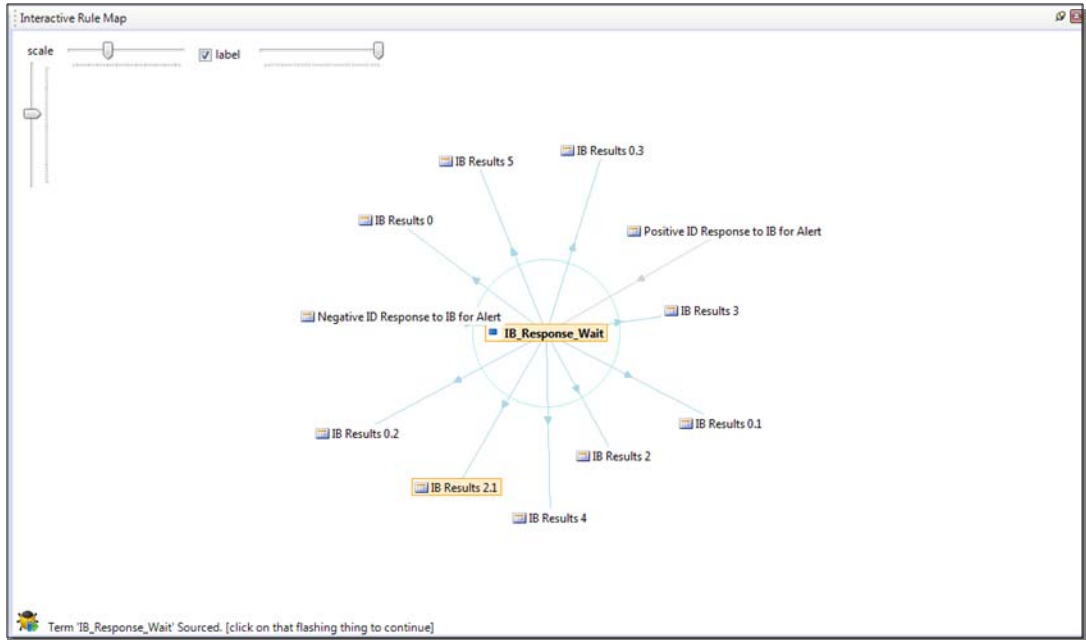 Interactive Rule Map
scale
label
IB Results 0.3
IB Results 5
IB Results 0
Positive ID Response to IB for Alert
IB Results 3
Negative ID Response to IB for Alert
IB_Response_Wait
IB Results 0.1
IB Results 0.2
IB Results 2
IB Results 2.1
IB Results 4
Term 'IB_Response_Wait' Sourced. [click on that flashing thing to continue]